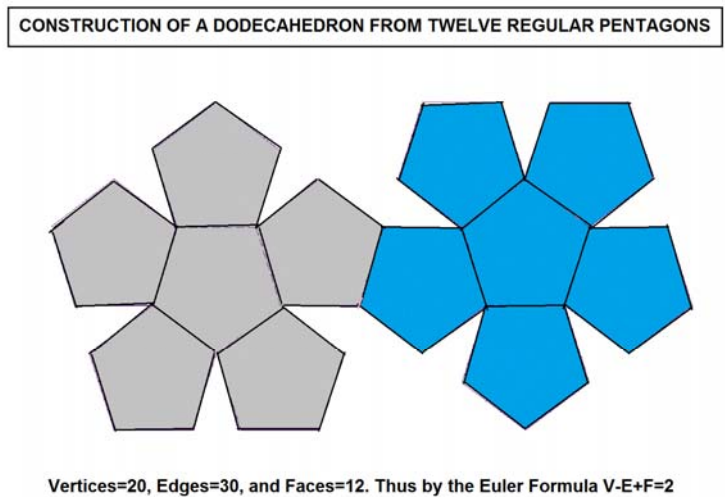 CONSTRUCTION OF A DODECAHEDRON FROM TWELVE REGULAR PENTAGONS
Vertices=20, Edges=30, and Faces=12. Thus by the Euler Formula V-E+F=2